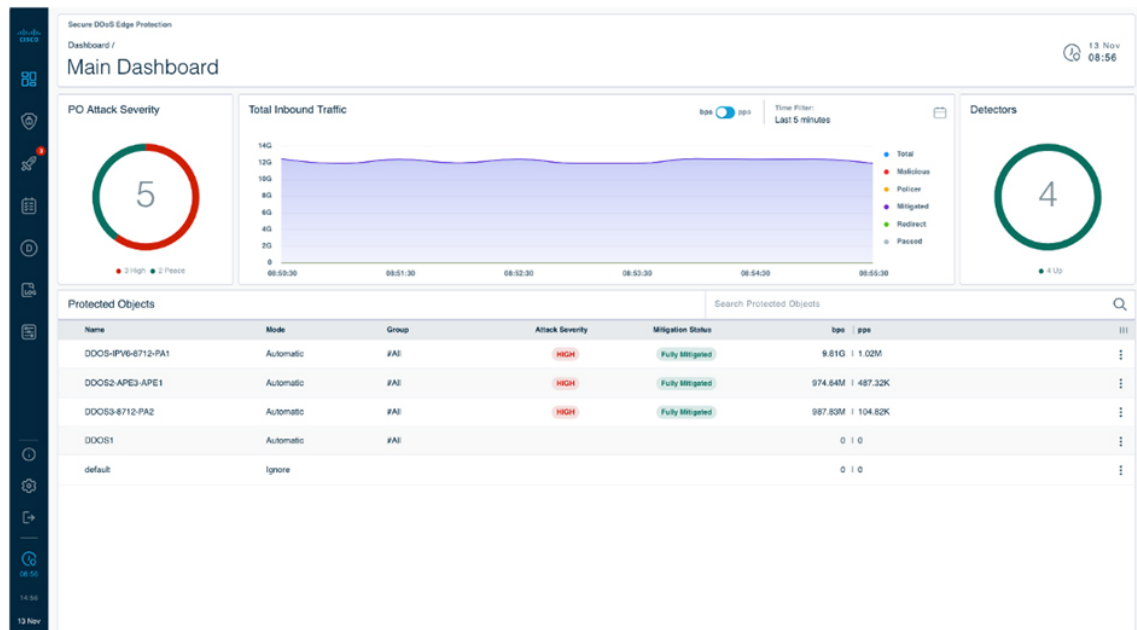 CISCO
Secure DDoS Edge Protection
Dashboard /
Main Dashboard
13 Nov
08:56
3
PO Attack Severity
5
3 High 2 Peace
Total Inbound Traffic
bps pps
Time Filter:
Last 5 minutes
14G
12G
10G
8G
6G
4G
2G
0
08:50:30 08:51:30 08:52:30 08:53:30 08:54:30 08:55:30
Total
Malicious
Policer
Mitigated
Redirect
Passed
Detectors
4
4 Up
D
LOG
Protected Objects
Search Protected Objects
Name Mode Group Attack Severity Mitigation Status bps | pps
DDOS-IPV6-8712-PA1 Automatic #All HIGH Fully Mitigated 9.81G | 1.02M
DDOS2-APE3-APE1 Automatic #All HIGH Fully Mitigated 974.64M | 487.32K
DDOS3-8712-PA2 Automatic #All HIGH Fully Mitigated 987.83M | 104.82K
DDOS1 Automatic #All 0 | 0
default Ignore 0 | 0
08:56
14:56
13 Nov